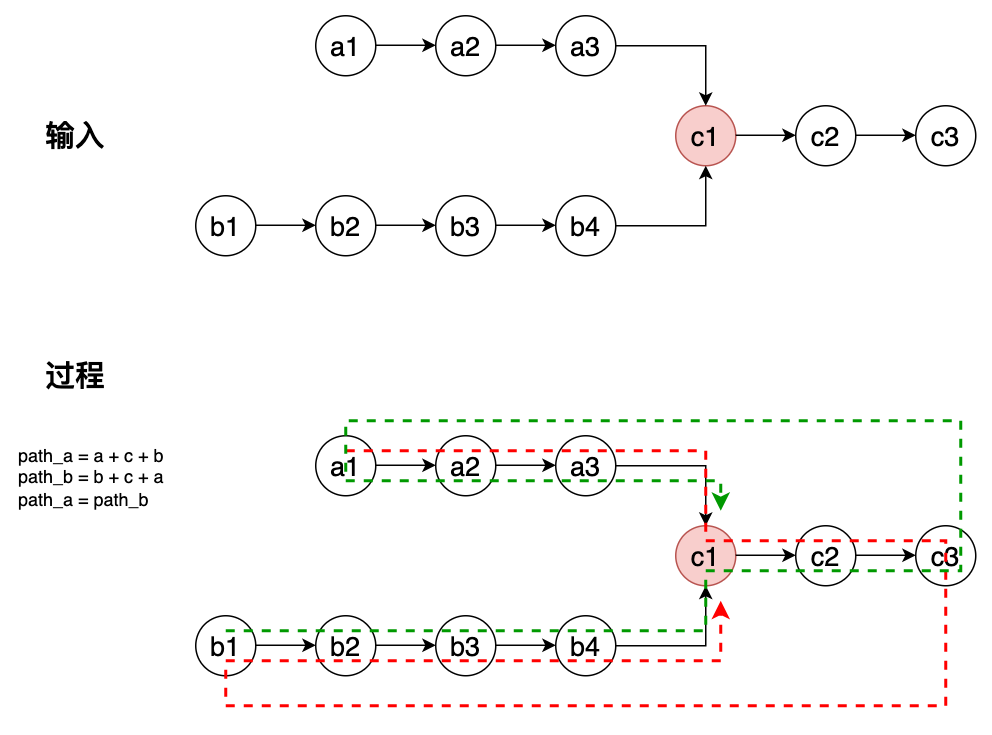 a1 a2 a3
输入
c1 c2 c3
b1 b2 b3 b4
过程
path_a = a + c + b
path_b = b + c + a
path_a = path_b
a1 a2 a3
c1 c2 c3
b1 b2 b3 b4